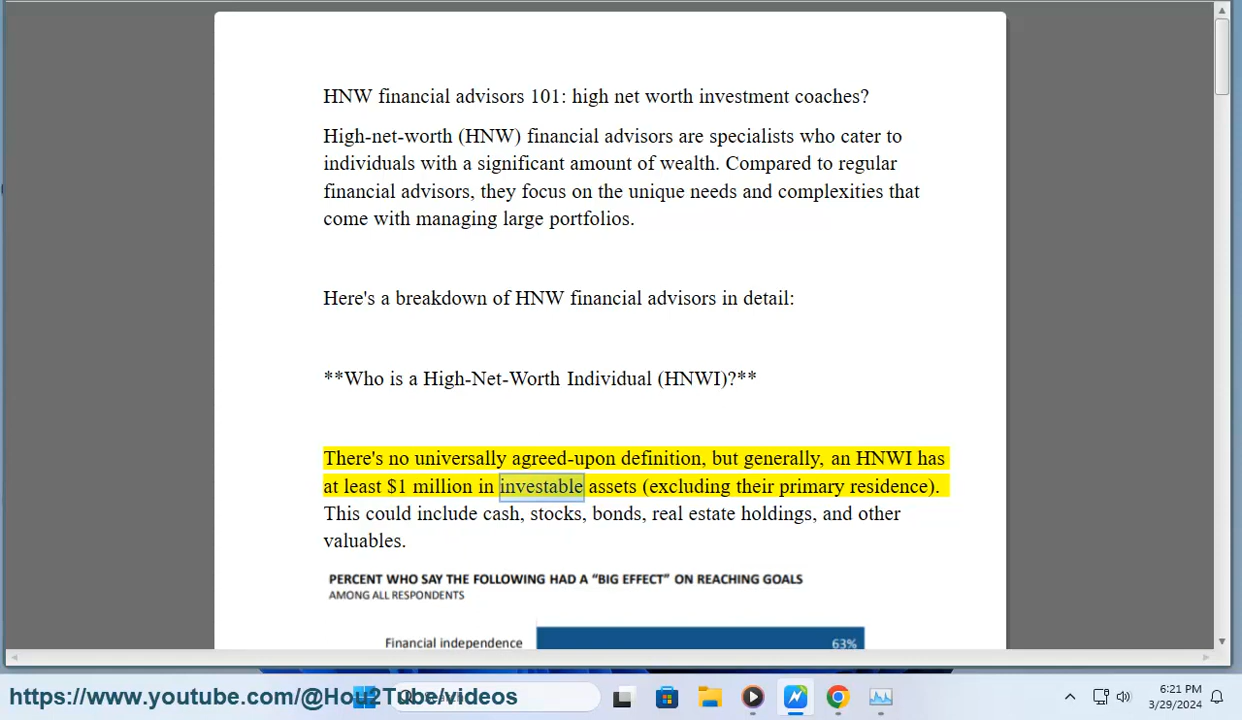 HNW financial advisors 101: high net worth investment coaches?
High-net-worth (HNW) financial advisors are specialists who cater to
individuals with a significant amount of wealth. Compared to regular
financial advisors, they focus on the unique needs and complexities that
come with managing large portfolios.
Here's a breakdown of HNW financial advisors in detail:
**Who is a High-Net-Worth Individual (HNWI)?**
There's no universally agreed-upon definition, but generally, an HNWI has
at least $1 million in investable assets (excluding their primary residence).
This could include cash, stocks, bonds, real estate holdings, and other
valuables.
PERCENT WHO SAY THE FOLLOWING HAD A “BIG EFFECT” ON REACHING GOALS
AMONG ALL RESPONDENTS
Financial independence 63%
https://www.youtube.com/@Hou2Tube/videos
6:21 PM
3/29/2024